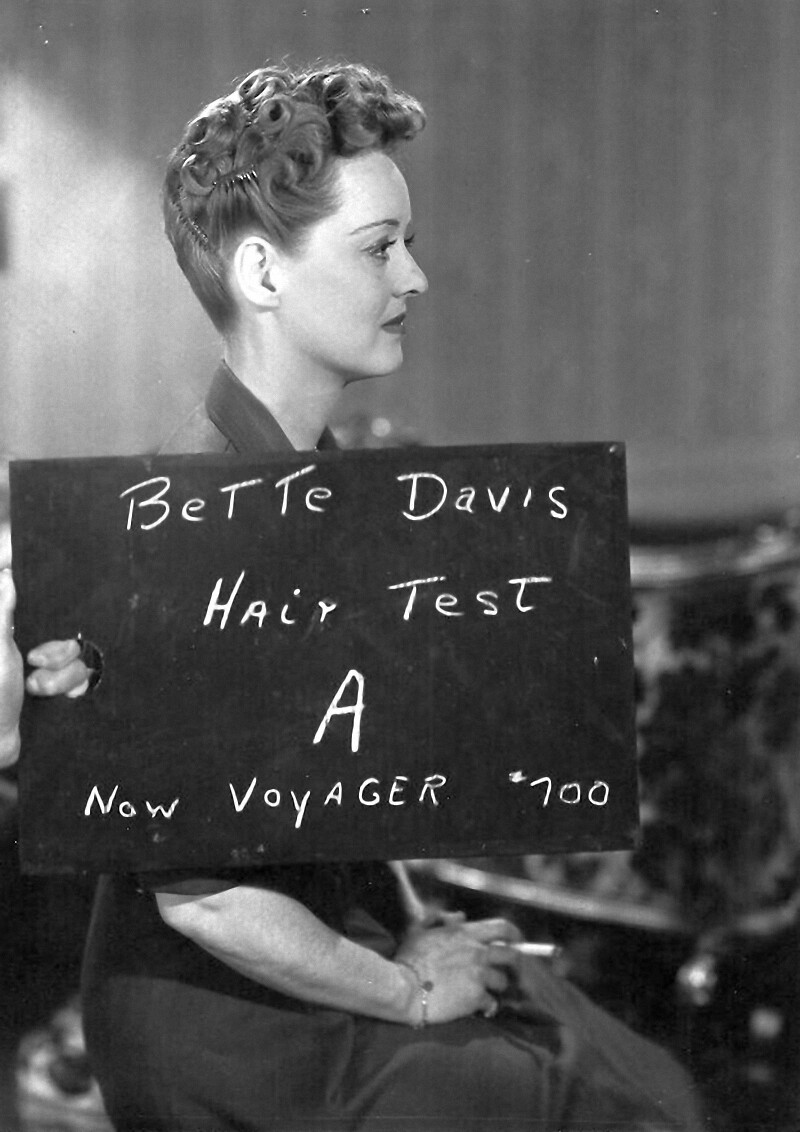 BeTTe Davis
HAir Test
A
Now VoyAGER #700